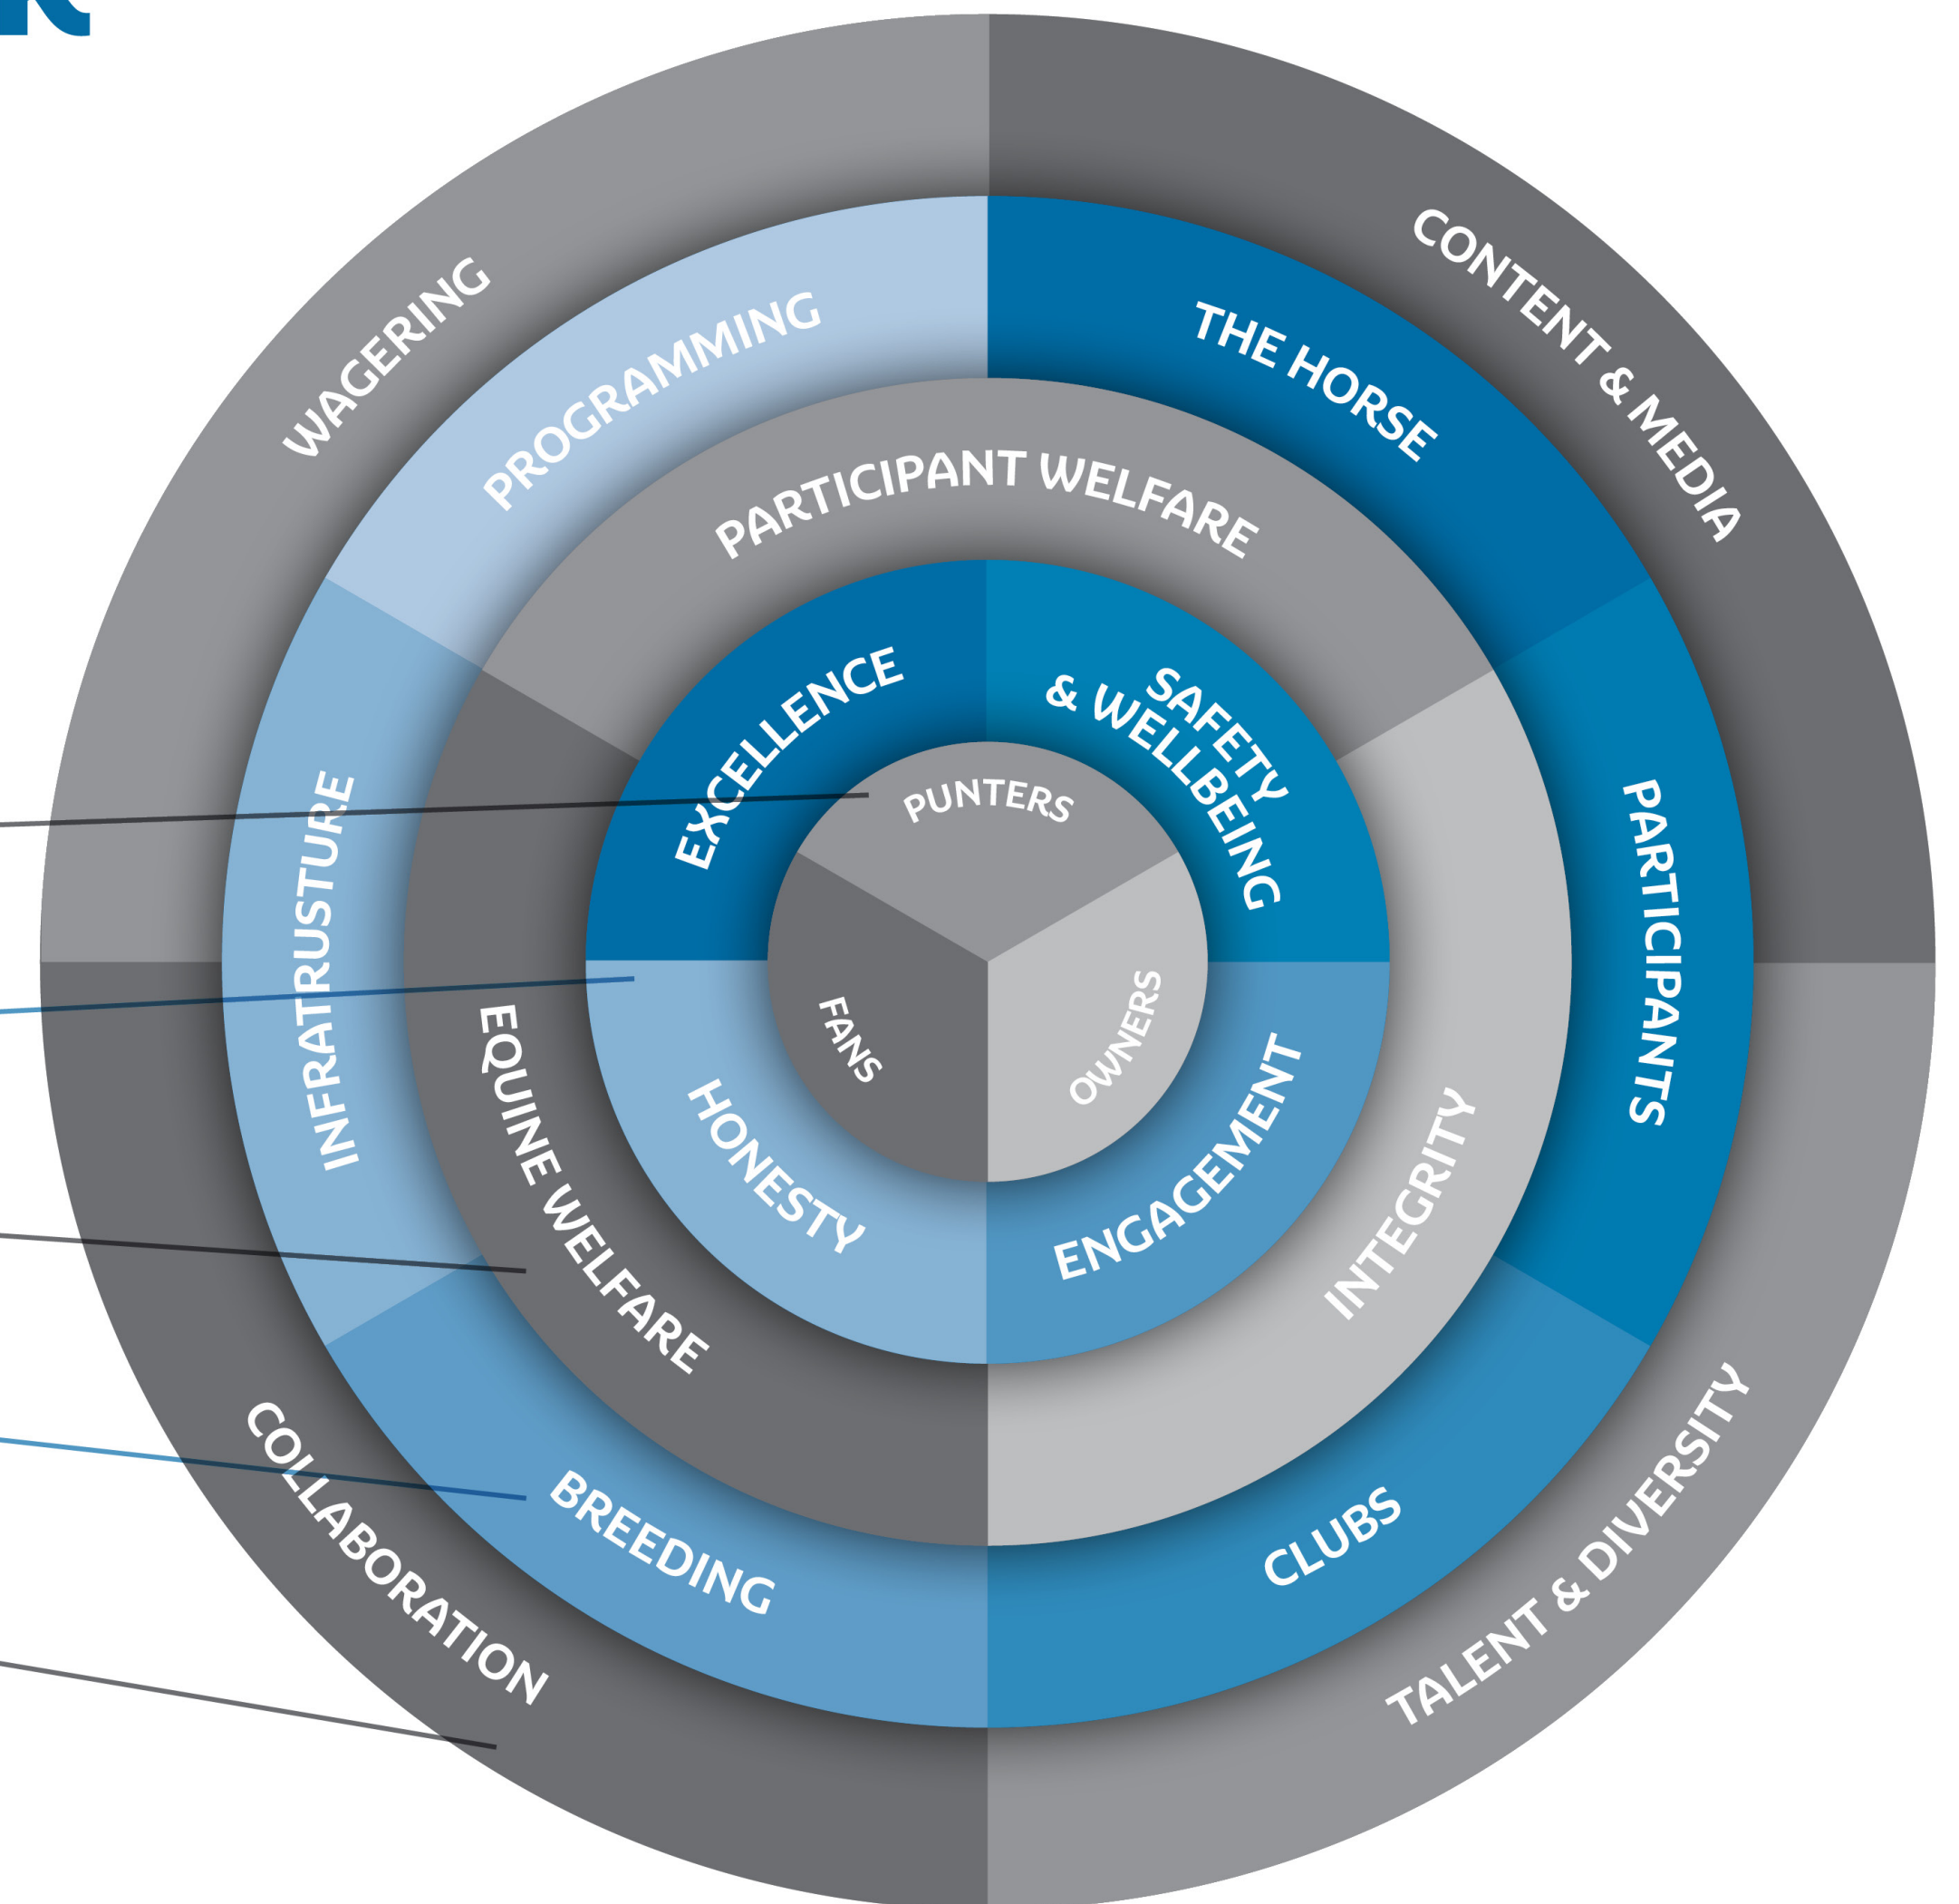 WAGERING
CONTENT & MEDIA
TALENT & DIVERSITY
COLLABORATION
PROGRAMMING
THE HORSE
PARTICIPANTS
CLUBS
BREEDING
INFRATRUSTURE
PARTICIPANT WELFARE
INTEGRITY
EQUINE WELFARE
EXCELLENCE
SAFETY
& WELLBEING
ENGAGEMENT
HONESTY
PUNTERS
OWNERS
FANS